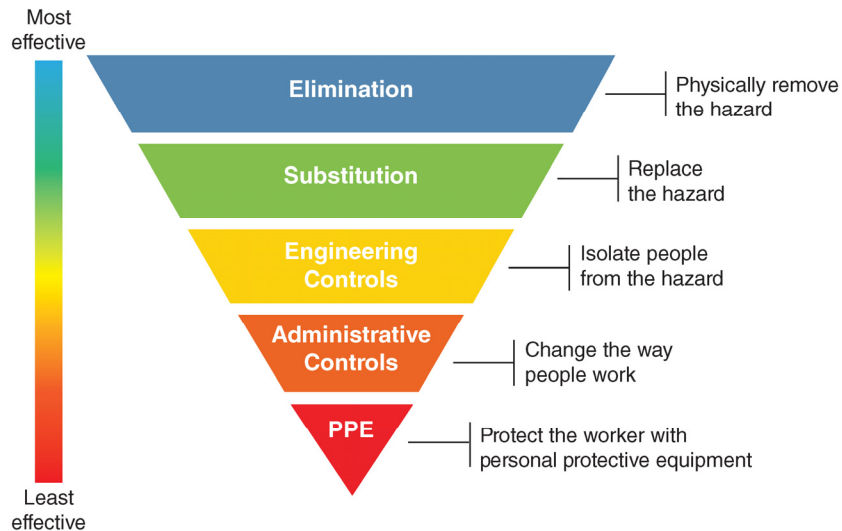 Most
effective
Elimination
Physically remove
the hazard
Substitution
Replace
the hazard
Engineering
Controls
Isolate people
from the hazard
Administrative
Controls
Change the way
people work
PPE
Protect the worker with
personal protective equipment
Least
effective